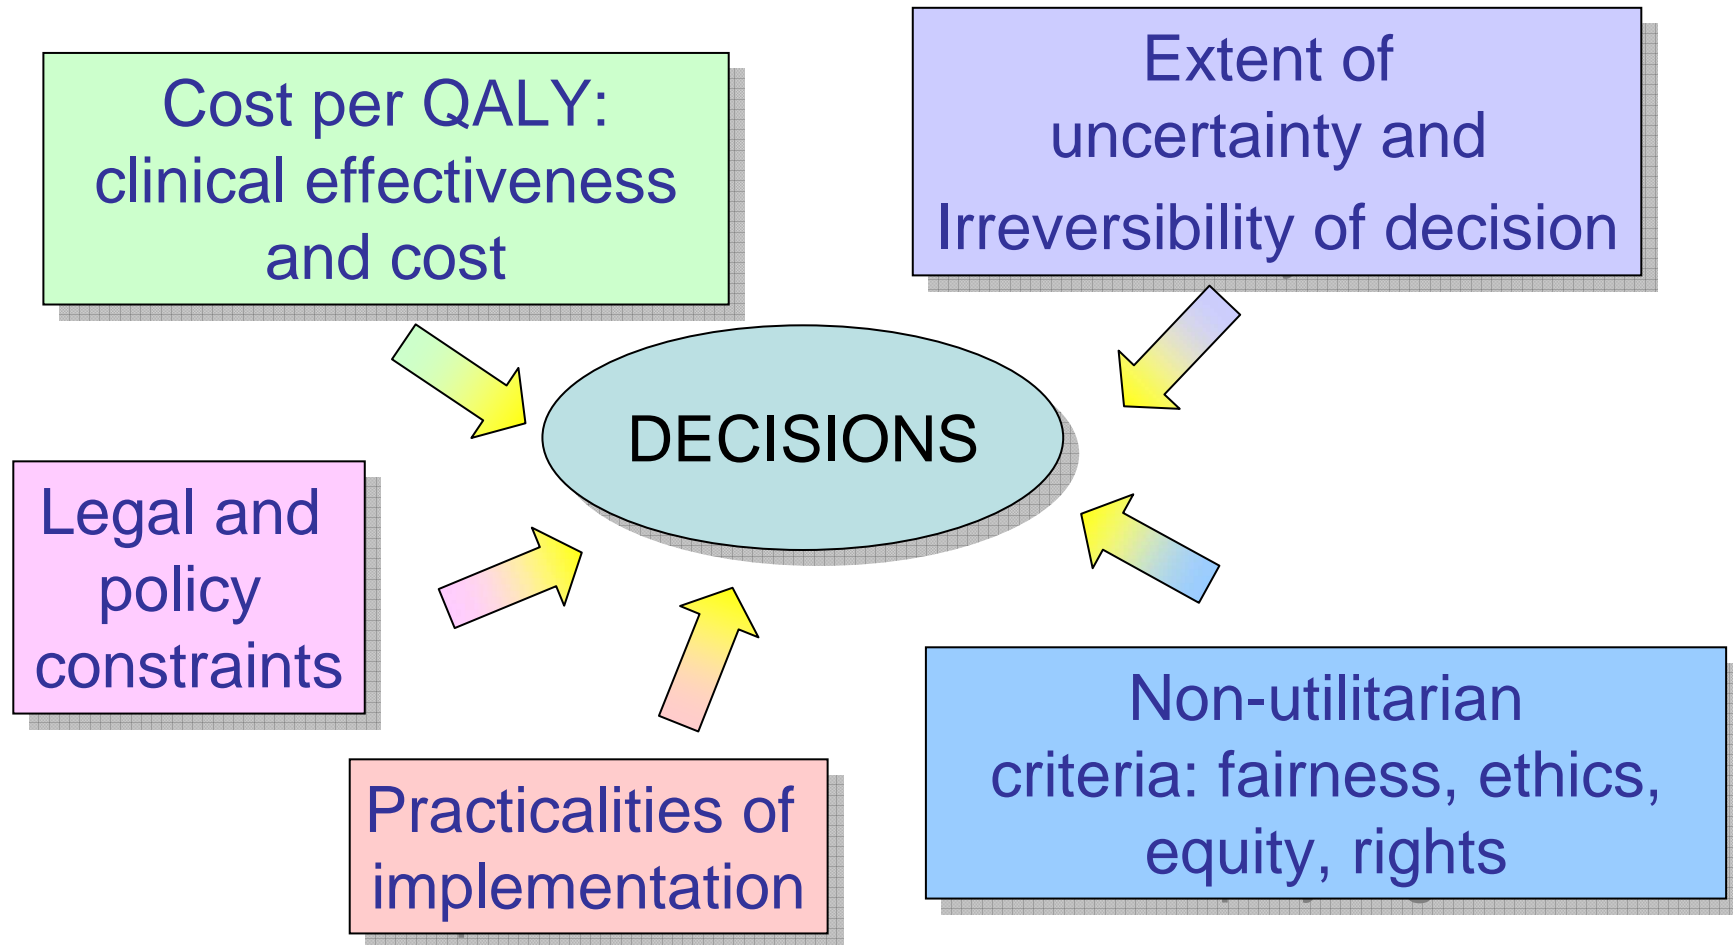 Cost per QALY:
clinical effectiveness
and cost
Extent of
uncertainty and
Irreversibility of decision
DECISIONS
Legal and
policy
constraints
Practicalities of
implementation
Non-utilitarian
criteria: fairness, ethics,
equity, rights